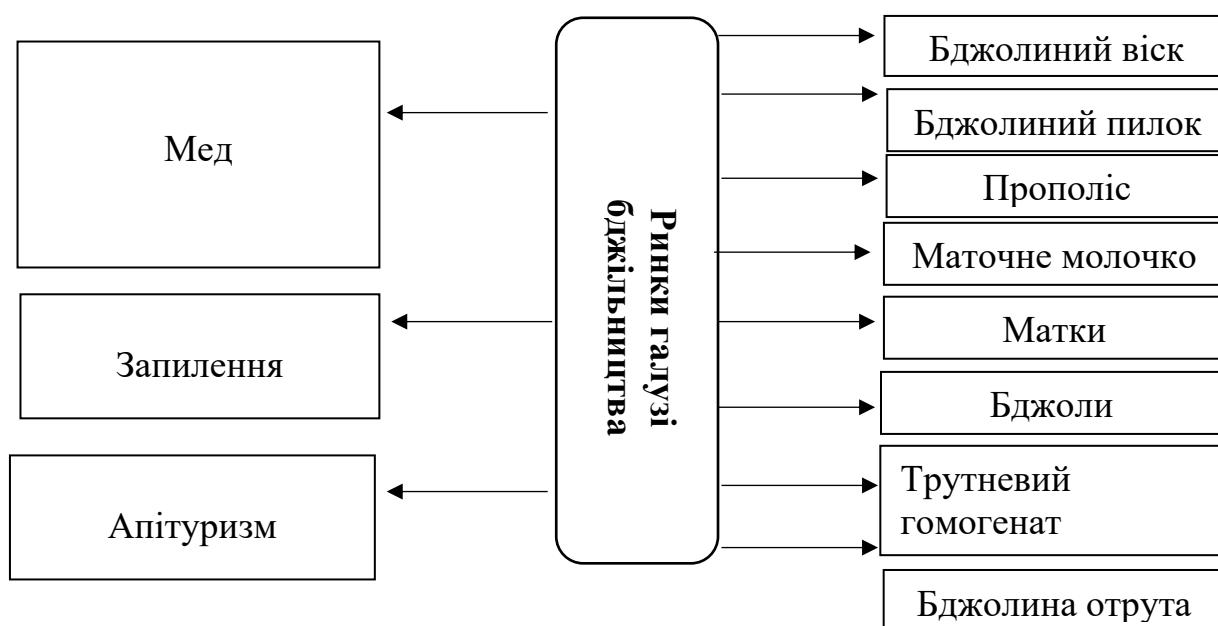 Мед
Запилення
Апітуризм
Ринки галузі
бджільництва
Бджолиний віск
Бджолиний пилок
Прополіс
Маточне молочко
Матки
Бджоли
Трутневий
гомогенат
Бджолина отрута